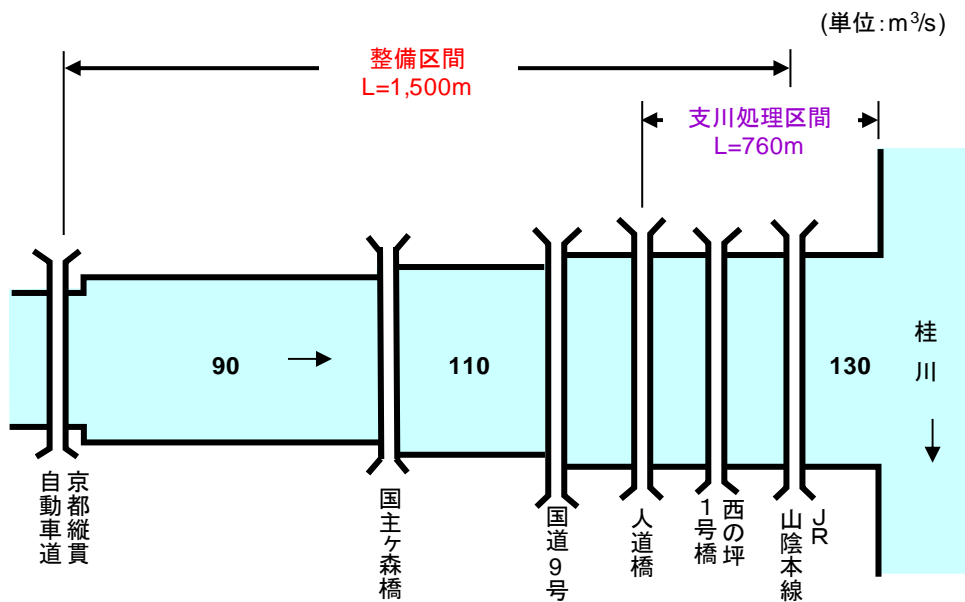 (単位:m³/s)
整備区間
L=1,500m
支川処理区間
L=760m
90
110
130
桂川
京都縦貫
自動車道
国主ヶ森橋
国道9号
人道橋
西の坪
1号橋
JR
山陰本線